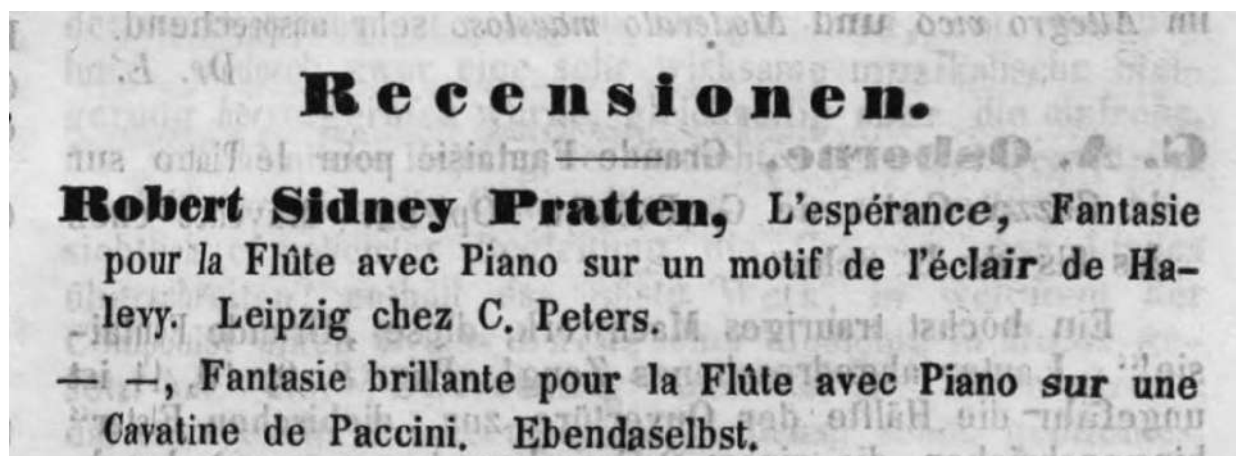 Recensionen.
Robert Sidney Pratten, L'espérance, Fantasie
pour la Flûte avec Piano sur un motif de l'éclair de Ha-
levy. Leipzig chez C. Peters.
— —, Fantasie brillante pour la Flûte avec Piano sur une
Cavatine de Paccini. Ebendaselbst.